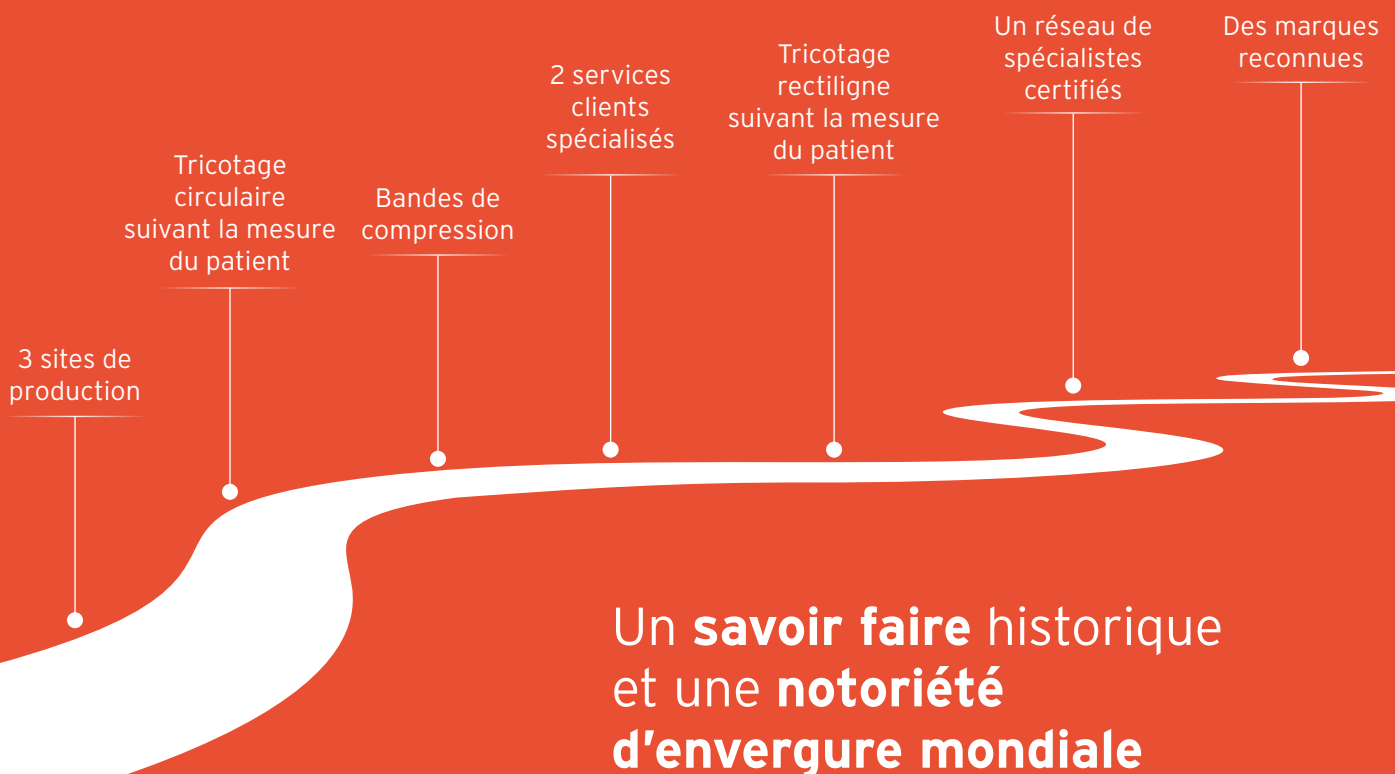 3 sites de
production
Tricotage
circulaire
suivant la mesure
du patient
Bandes de
compression
2 services
clients
spécialisés
Tricotage
rectiligne
suivant la mesure
du patient
Un réseau de
spécialistes
certifiés
Des marques
reconnues
Un savoir faire historique
et une notoriété
d'envergure mondiale